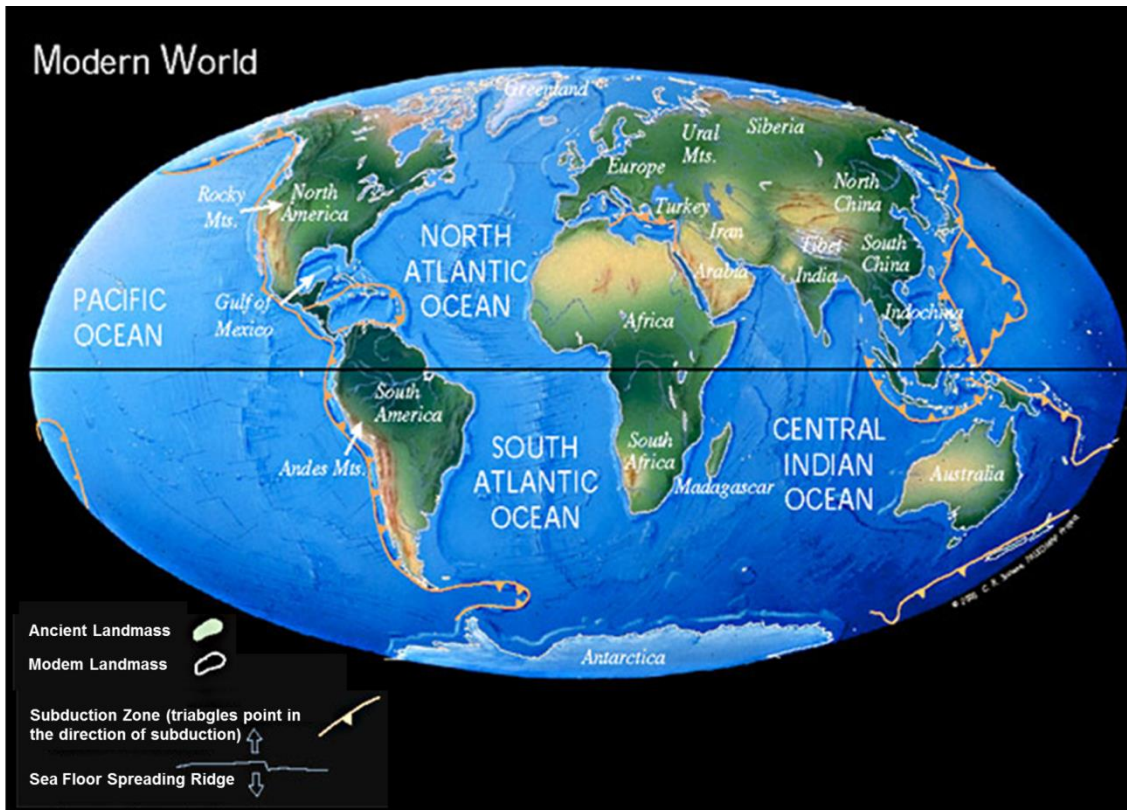 Modern World
Greenland
Siberia
Ural
Mts.
Europe
Rocky
Mts.
North
America
North
China
Turkey
Iran
Tibet
South
China
NORTH
ATLANTIC
OCEAN
Arabia
India
PACIFIC
OCEAN
Gulf of
Mexico
Africa
Indochina
South
America
CENTRAL
INDIAN
OCEAN
SOUTH
ATLANTIC
OCEAN
South
Africa
Andes Mts.
Madagascar
Australia
Antarctica
Ancient Landmass
Modem Landmass
Subduction Zone (triabgles point in
the direction of subduction)
Sea Floor Spreading Ridge